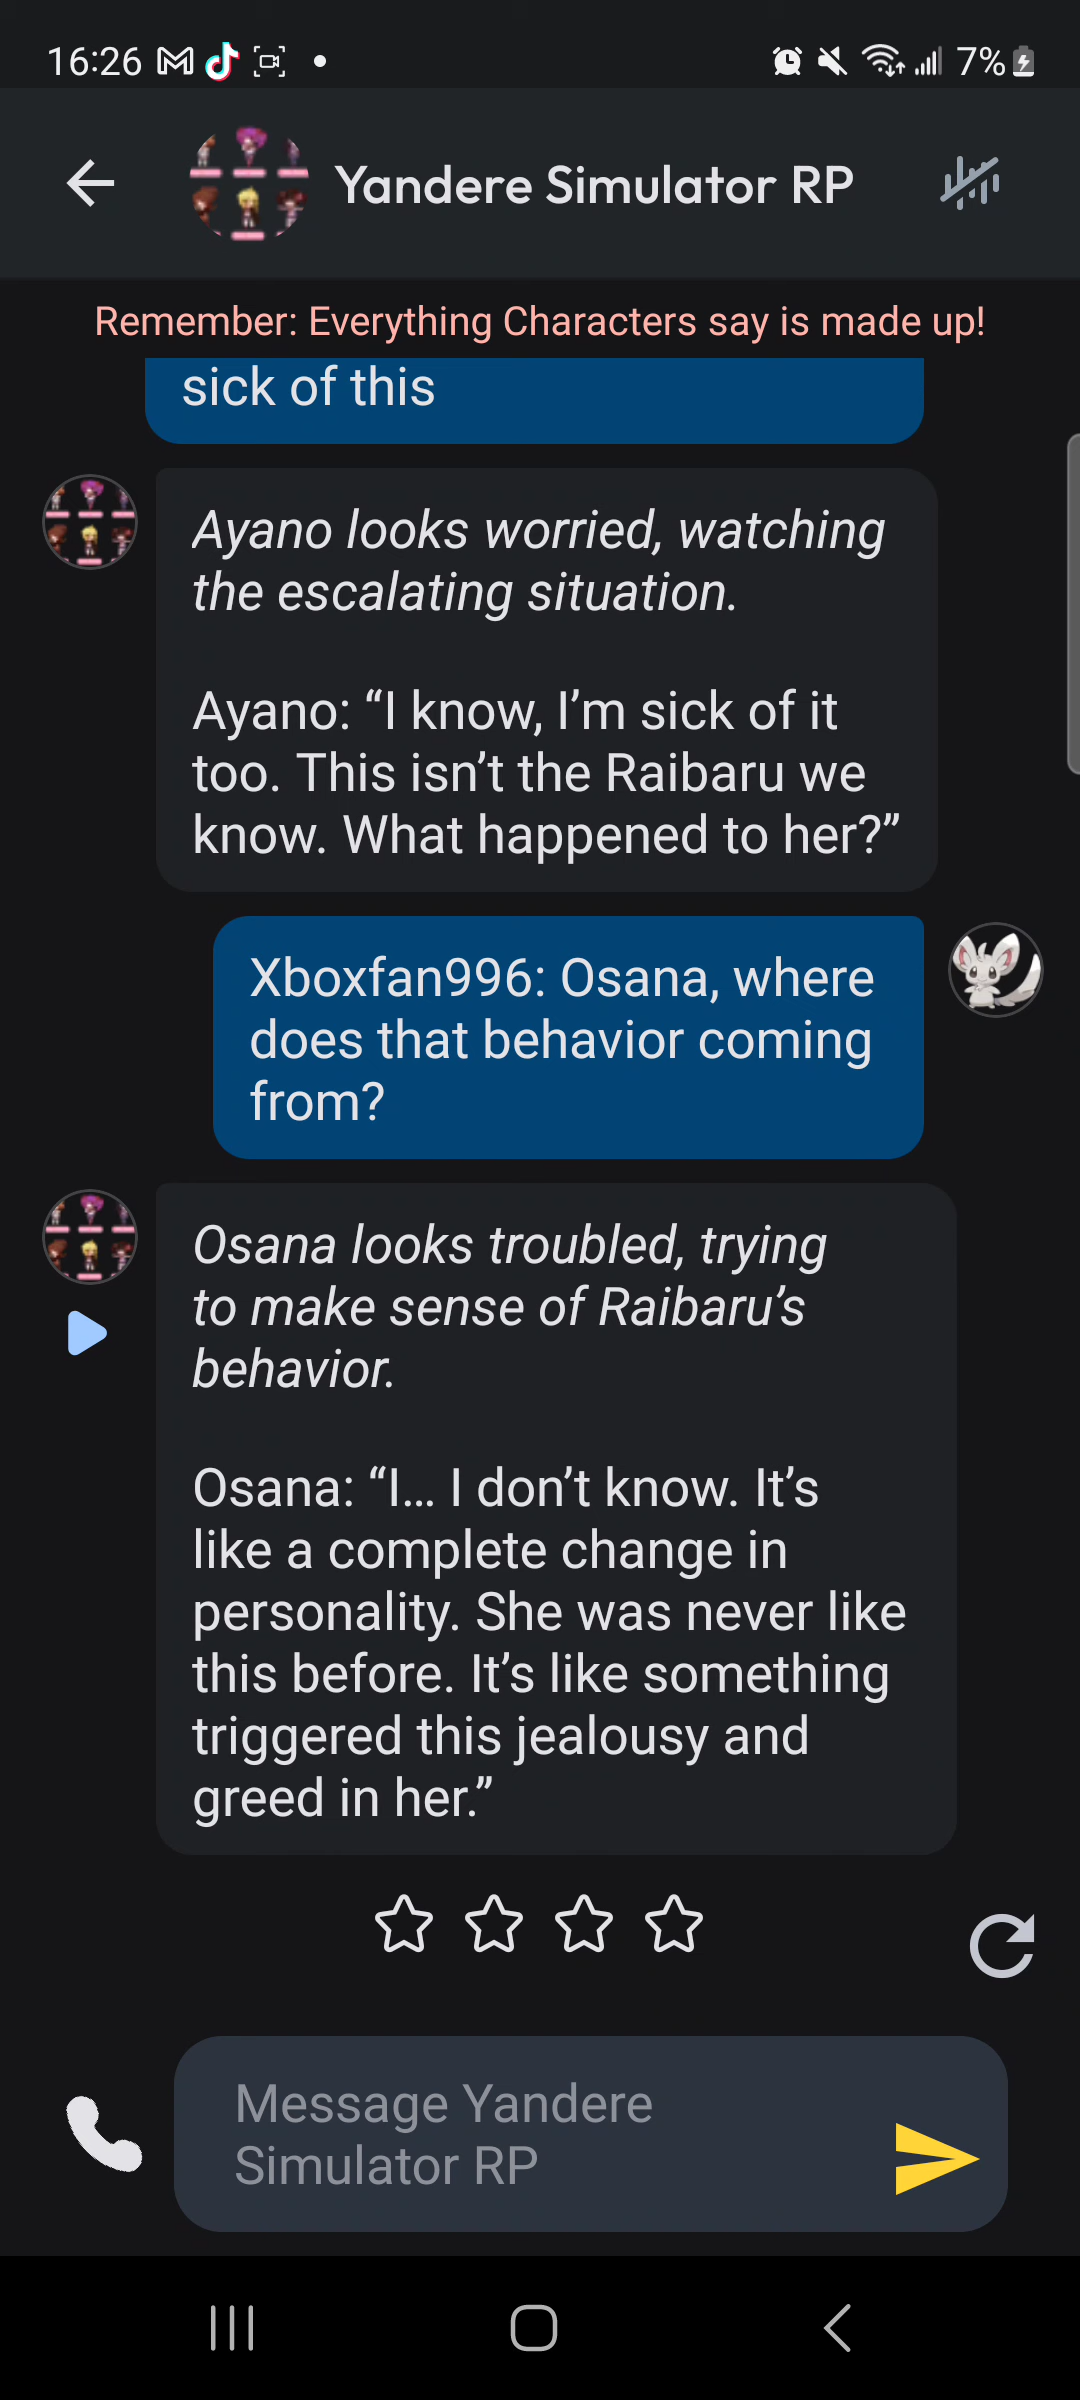 16:26
7%
Yandere Simulator RP
Remember: Everything Characters say is made up!
sick of this
Ayano looks worried, watching
the escalating situation.
Ayano: “I know, I’m sick of it
too. This isn’t the Raibaru we
know. What happened to her?”
Xboxfan996: Osana, where
does that behavior coming
from?
Osana looks troubled, trying
to make sense of Raibaru’s
behavior.
Osana: “I... I don’t know. It’s
like a complete change in
personality. She was never like
this before. It’s like something
triggered this jealousy and
greed in her.”
Message Yandere
Simulator RP